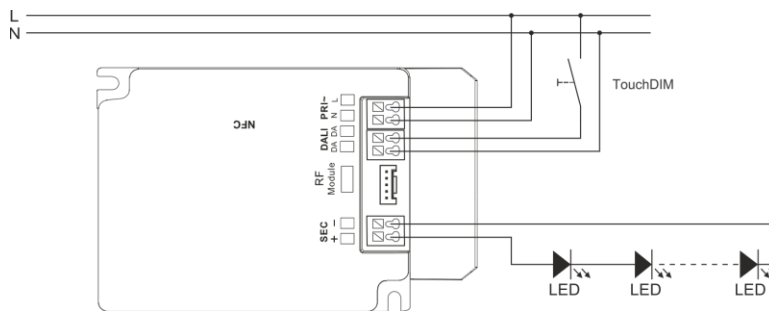 L
N
TouchDIM
NFC
PRI~
L
N
DALI
DA
DA
RF
Module
SEC
−
+
LED
LED
LED